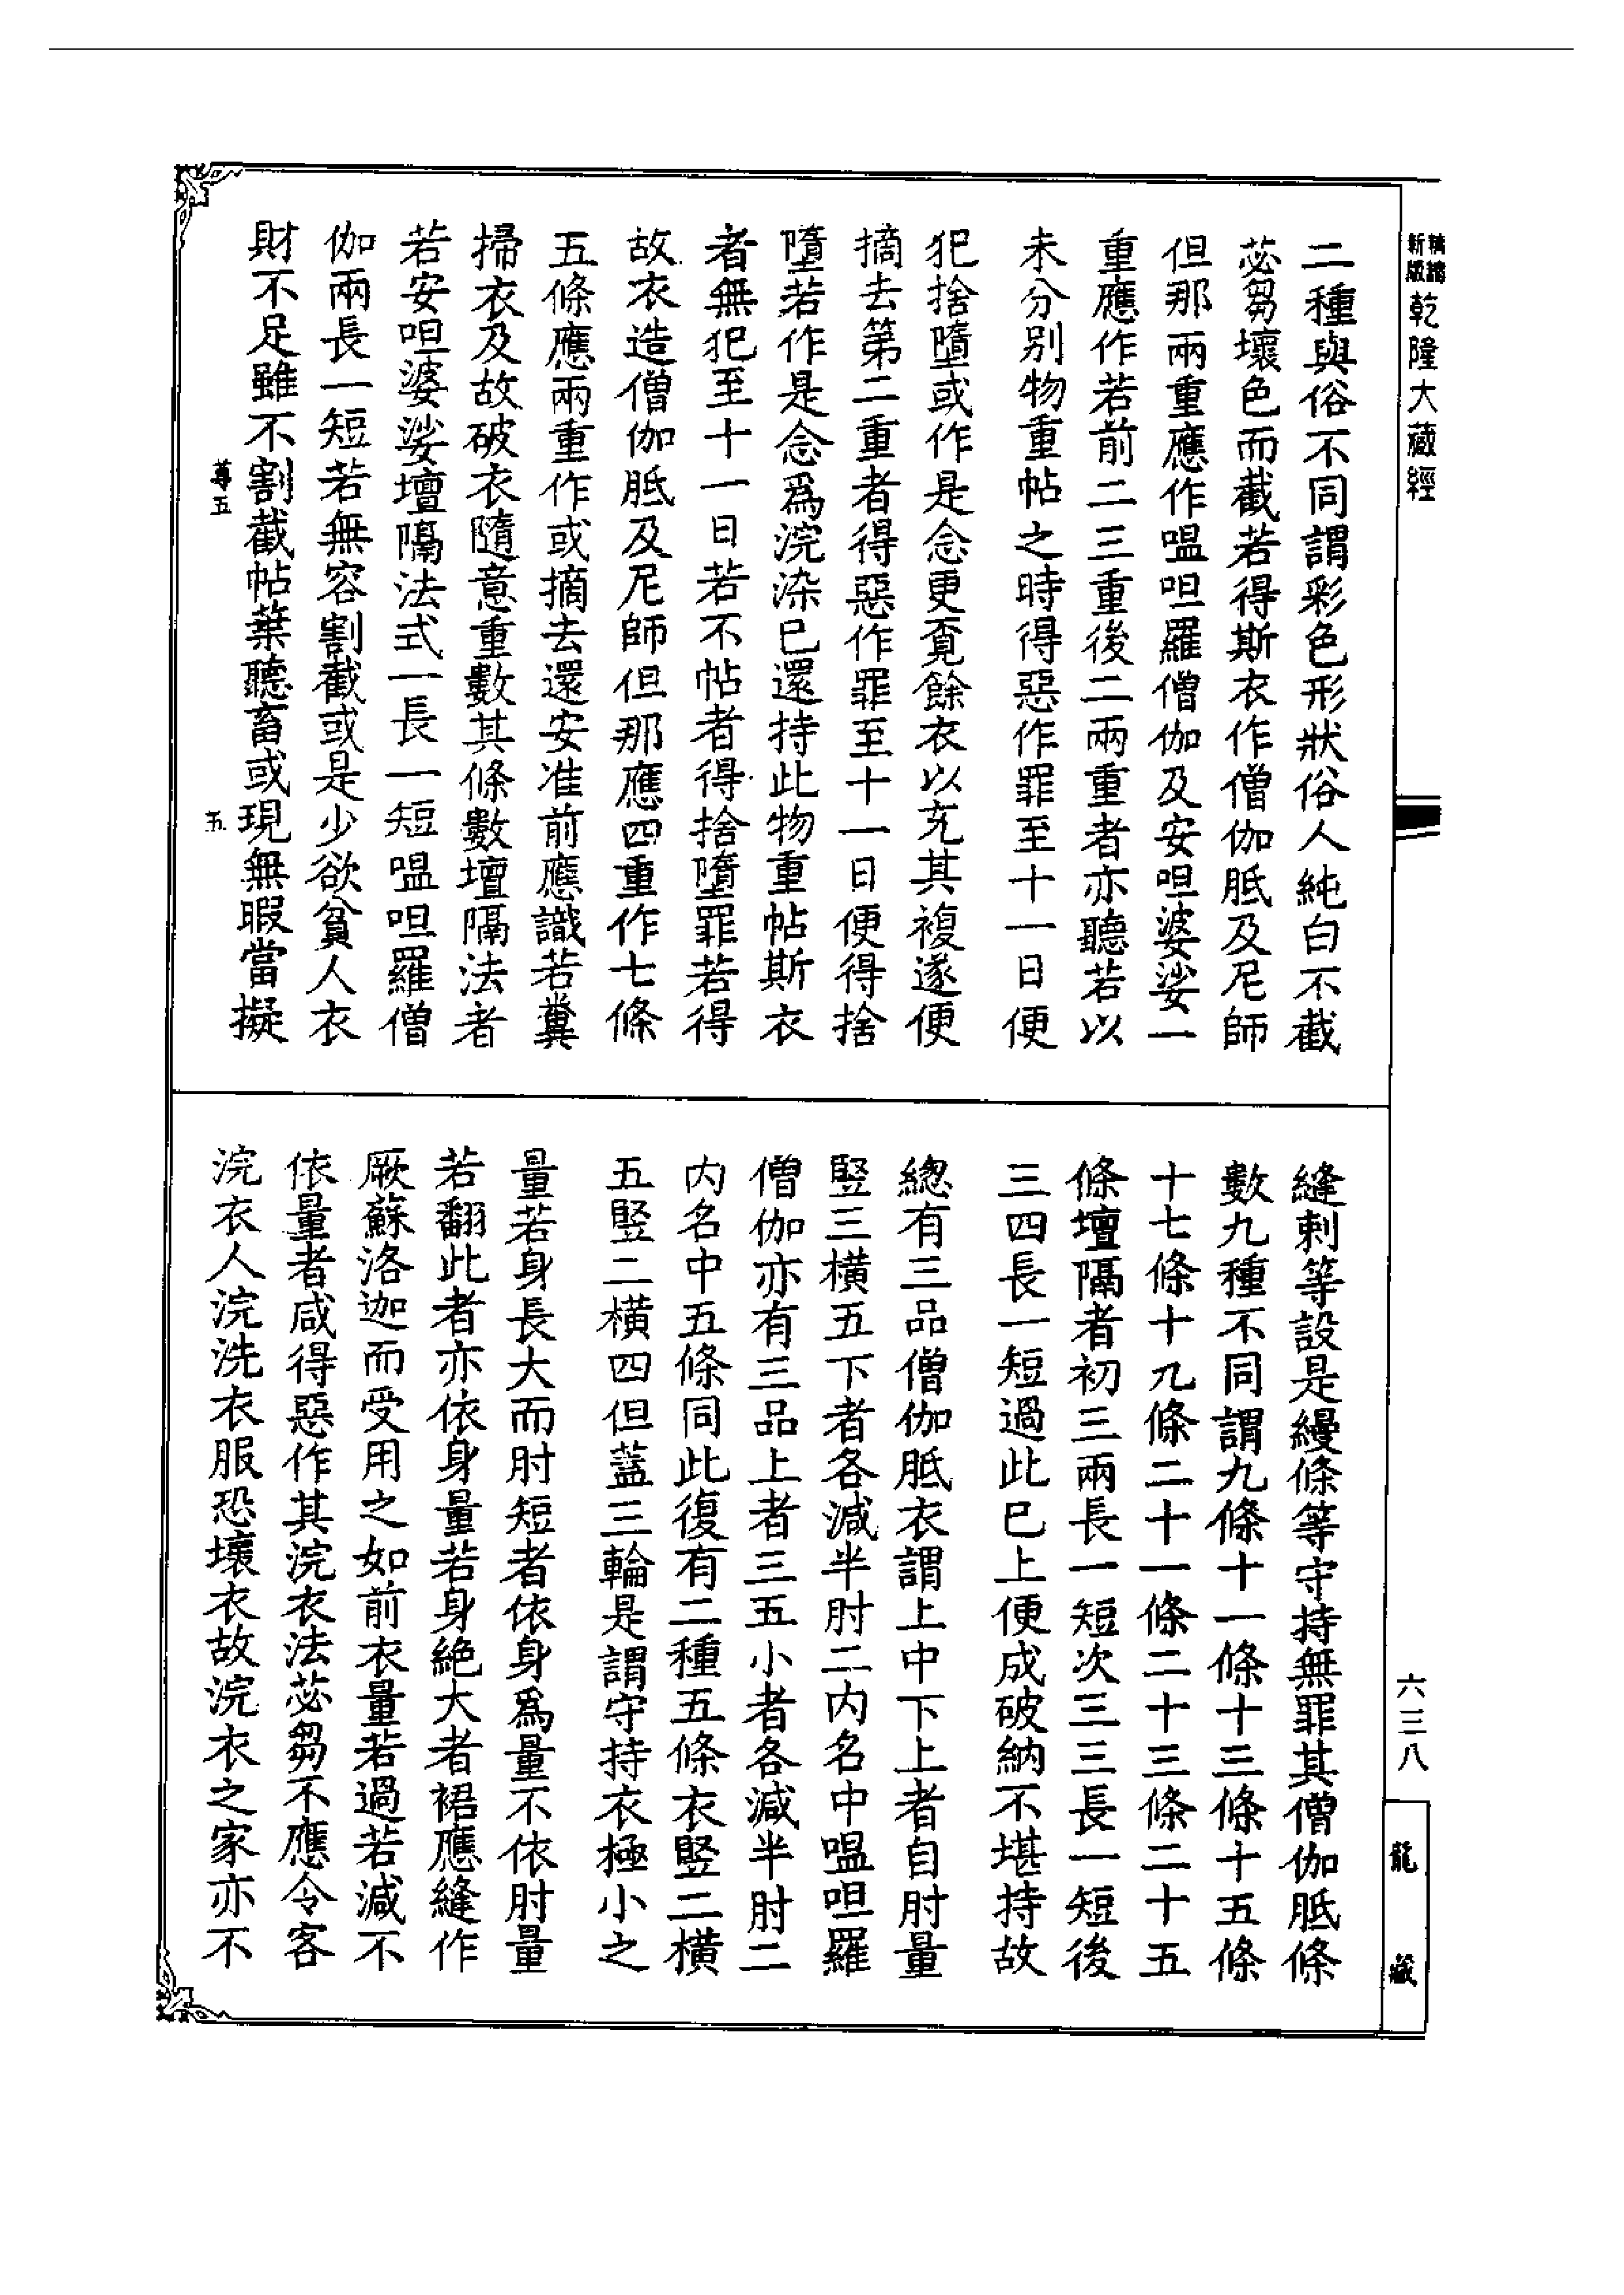 精縮
新版
乾隆大藏經
二種與俗不同謂彩色形狀俗人純白不截
苾芻壞色而截若得斯衣作僧伽胝及尼師
但那兩重應作嗢呾羅僧伽及安呾婆娑一
重應作若前二三重後二兩重者亦聽若以
未分別物重帖之時得惡作罪至十一日便
犯捨墮或作是念更覔餘衣以充其複遂便
摘去第二重者得惡作罪至十一日便得捨
墮若作是念爲浣染已還持此物重帖斯衣
者無犯至十一日若不帖者得捨墮罪若得
故衣造僧伽胝及尼師但那應四重作七條
五條應兩重作或摘去還安准前應識若糞
掃衣及故破衣隨意重數其條數壇隔法者
若安呾婆娑壇隔法式一長一短嗢呾羅僧
伽兩長一短若無容割截或是少欲貧人衣
財不足雖不割截帖葉聽畜或現無暇當擬
尊五
五
縫刺等設是縵條等守持無罪其僧伽胝條
數九種不同謂九條十一條十三條十五條
十七條十九條二十一條二十三條二十五
條壇隔者初三兩長一短次三三長一短後
三四長一短過此已上便成破納不堪持故
總有三品僧伽胝衣謂上中下上者自肘量
豎三橫五下者各減半肘二内名中嗢呾羅
僧伽亦有三品上者三五小者各減半肘二
内名中五條同此復有二種五條衣豎二橫
五豎二橫四但蓋三輪是謂守持衣極小之
量若身長大而肘短者依身爲量不依肘量
若翻此者亦依身量若身絶大者裙應縫作
厥蘇洛迦而受用之如前衣量若過若減不
依量者咸得惡作其浣衣法苾芻不應令客
浣衣人浣洗衣服恐壞衣故浣衣之家亦不
六三八
龍藏